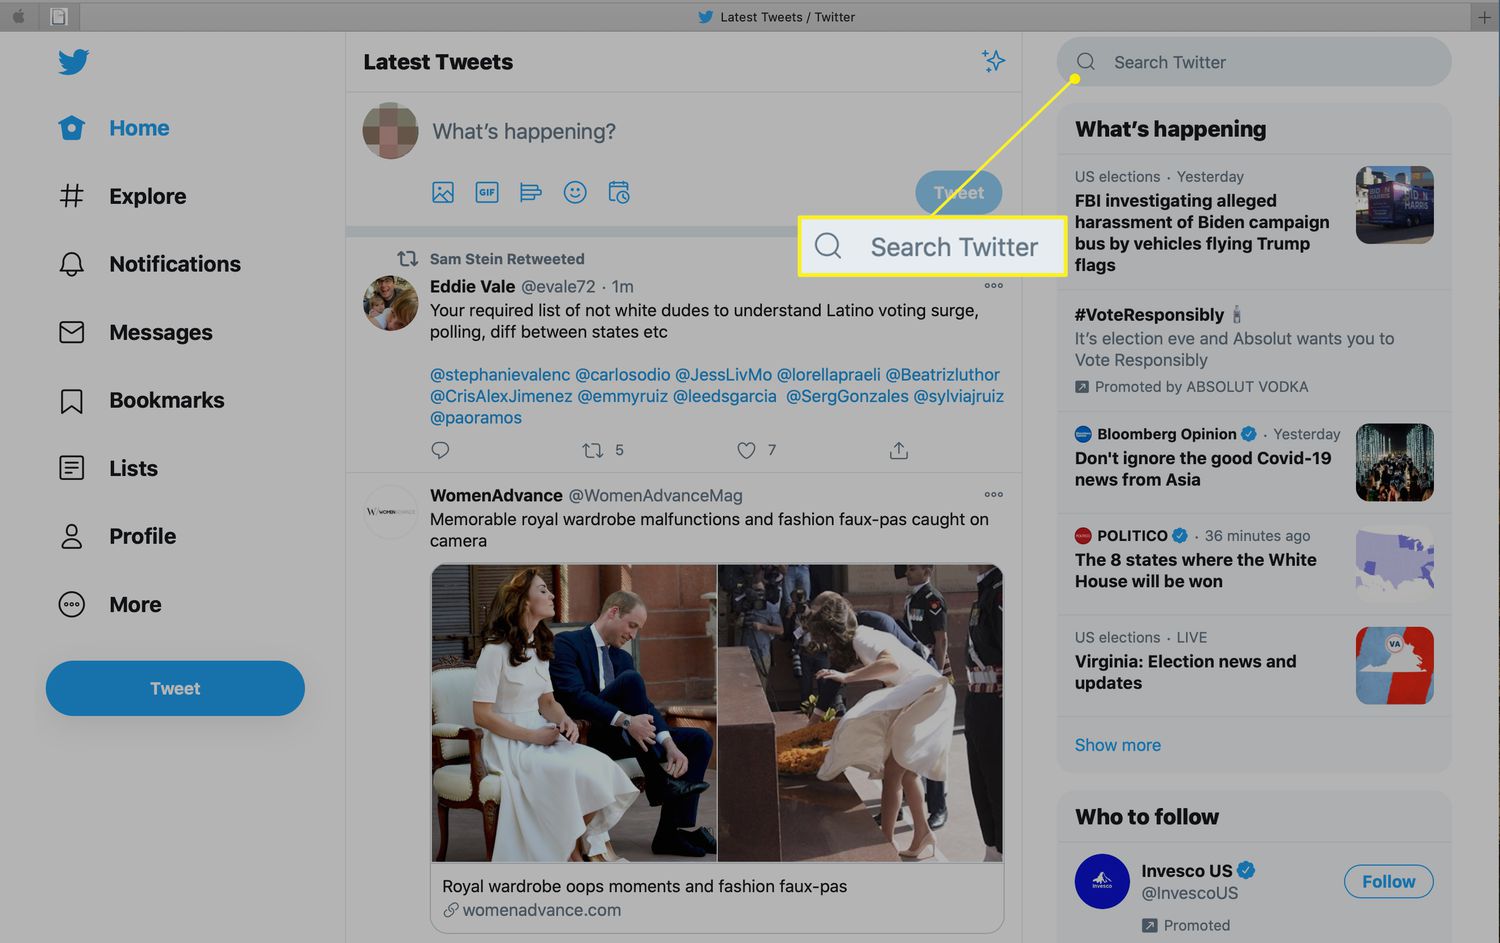 Latest Tweets / Twitter
Home
Explore
Notifications
Messages
Bookmarks
Lists
Profile
More
Tweet
Latest Tweets
What's happening?
GIF
Tweet
Search Twitter
Sam Stein Retweeted
Eddie Vale @evale72 · 1m
Your required list of not white dudes to understand Latino voting surge,
polling, diff between states etc
@stephanievalenc @carlosodio @JessLivMo @lorellapraeli @Beatrizluthor
@CrisAlexJimenez @emmyruiz @leedsgarcia @SergGonzales @sylviajruiz
@paoramos
5
7
WOMENADVANCE
WomenAdvance @WomenAdvanceMag
Memorable royal wardrobe malfunctions and fashion faux-pas caught on
camera
Royal wardrobe oops moments and fashion faux-pas
womenadvance.com
Search Twitter
What's happening
US elections · Yesterday
FBI investigating alleged
harassment of Biden campaign
bus by vehicles flying Trump
flags
#VoteResponsibly
It's election eve and Absolut wants you to
Vote Responsibly
Promoted by ABSOLUT VODKA
Bloomberg Opinion · Yesterday
Don't ignore the good Covid-19
news from Asia
POLITICO · 36 minutes ago
The 8 states where the White
House will be won
US elections · LIVE
Virginia: Election news and
updates
VA
Show more
Who to follow
Invesco
Invesco US
@InvescoUS
Follow
Promoted